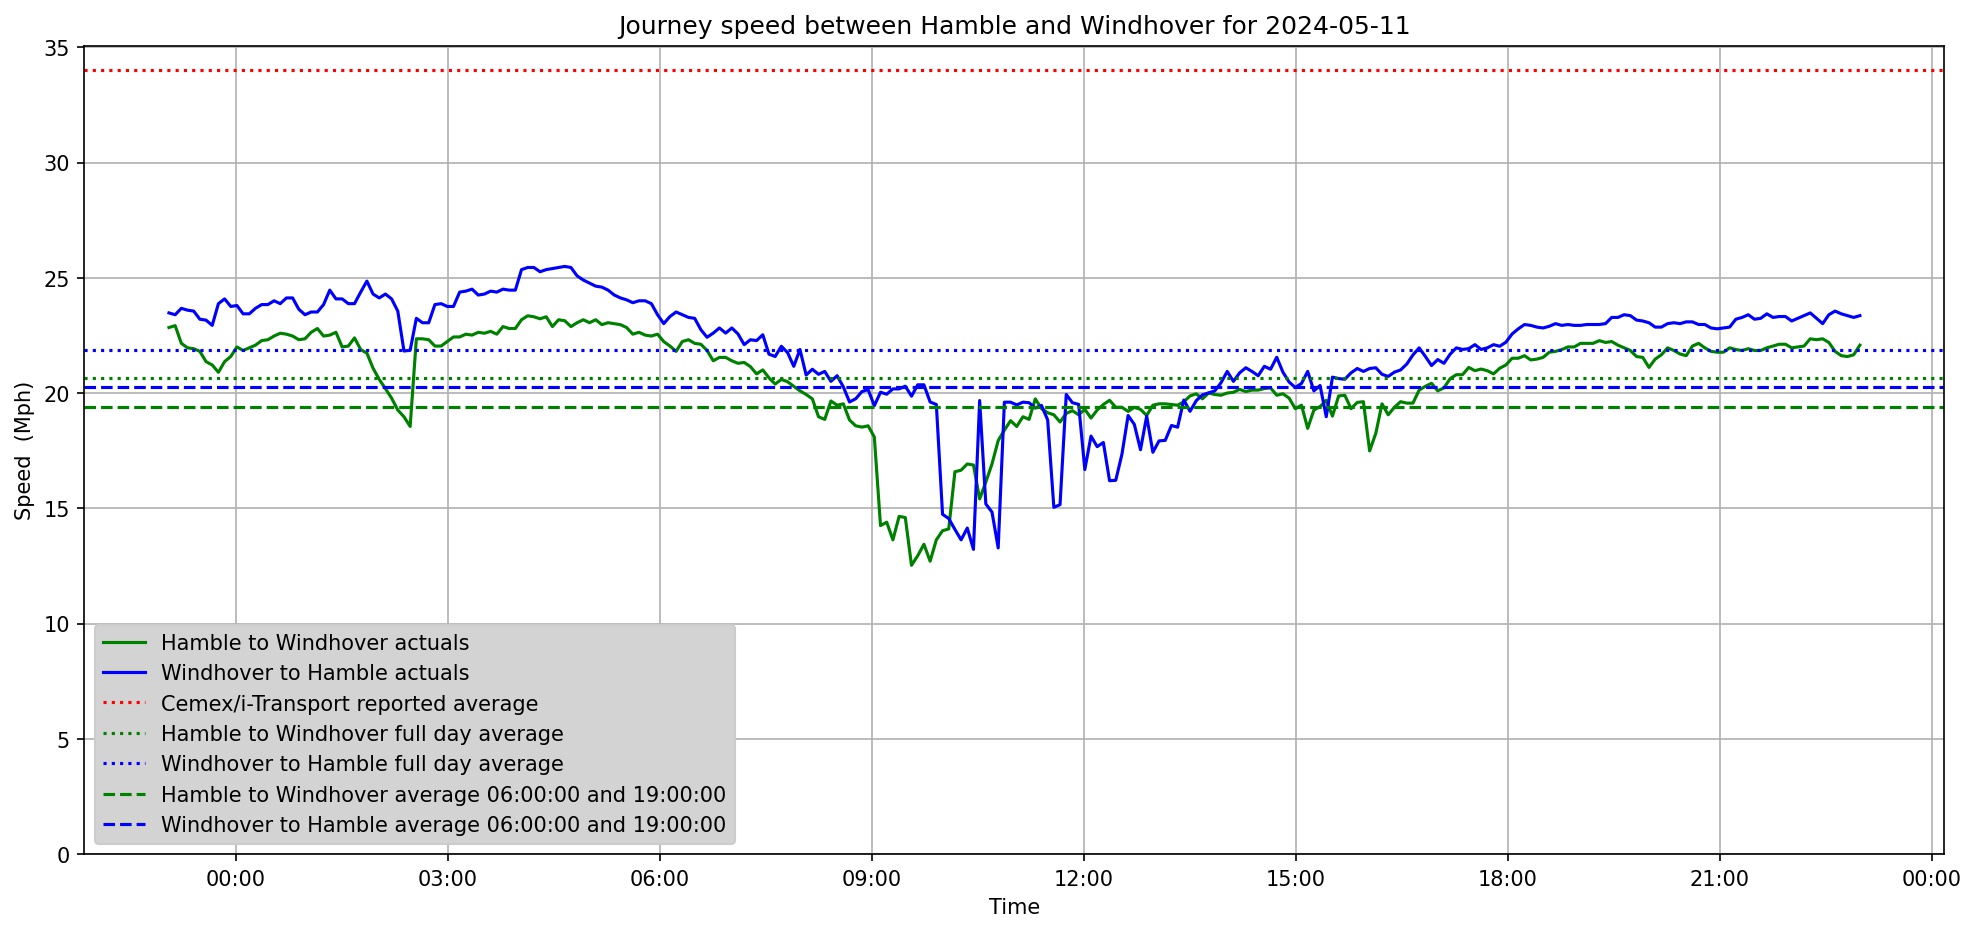 Journey speed between Hamble and Windhover for 2024-05-11
35
30
25
20
15
10
5
0
Speed (Mph)
Hamble to Windhover actuals
Windhover to Hamble actuals
Cemex/i-Transport reported average
Hamble to Windhover full day average
Windhover to Hamble full day average
Hamble to Windhover average 06:00:00 and 19:00:00
Windhover to Hamble average 06:00:00 and 19:00:00
00:00 03:00 06:00 09:00 12:00 15:00 18:00 21:00 00:00
Time